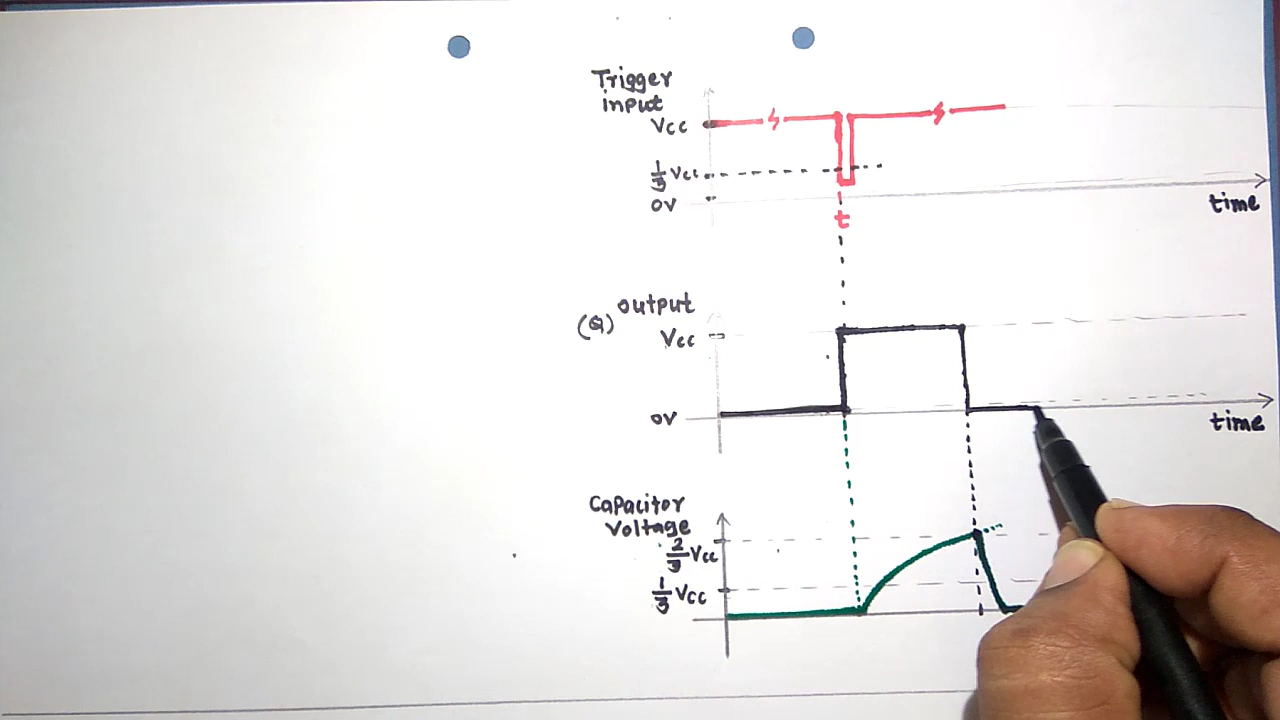 Trigger
input
Vcc
1/3 Vcc
0V
time
t
output
(Q)
Vcc
0V
time
Capacitor
Voltage
2/3 Vcc
1/3 Vcc